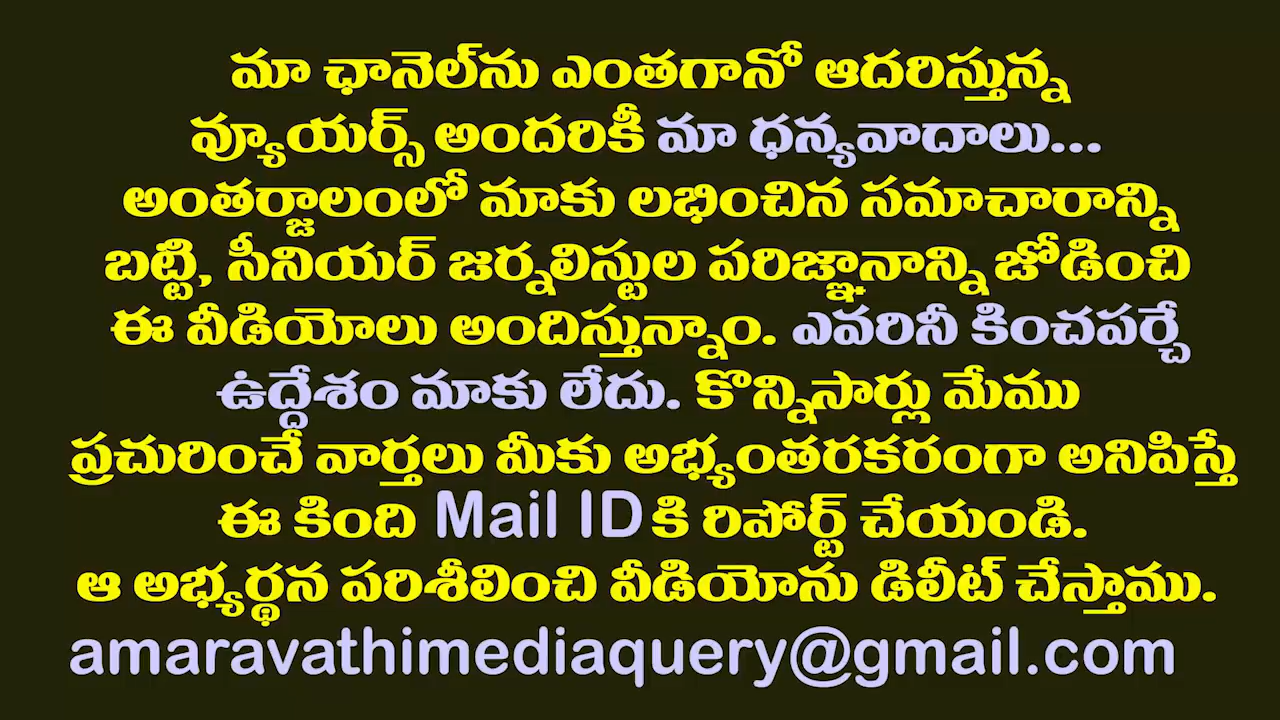 మా ఛానెల్‌ను ఎంతగానో ఆదరిస్తున్న
వ్యూయర్స్ అందరికీ మా ధన్యవాదాలు...
అంతర్జాలంలో మాకు లభించిన సమాచారాన్ని
బట్టి, సీనియర్ జర్నలిస్టుల పరిజ్ఞానాన్ని జోడించి
ఈ వీడియోలు అందిస్తున్నాం. ఎవరినీ కించపర్చే
ఉద్దేశం మాకు లేదు. కొన్నిసార్లు మేము
ప్రచురించే వార్తలు మీకు అభ్యంతరకరంగా అనిపిస్తే
ఈ కింది Mail ID కి రిపోర్ట్ చేయండి.
ఆ అభ్యర్థన పరిశీలించి వీడియోను డిలీట్ చేస్తాము.
amaravathimediaquery@gmail.com